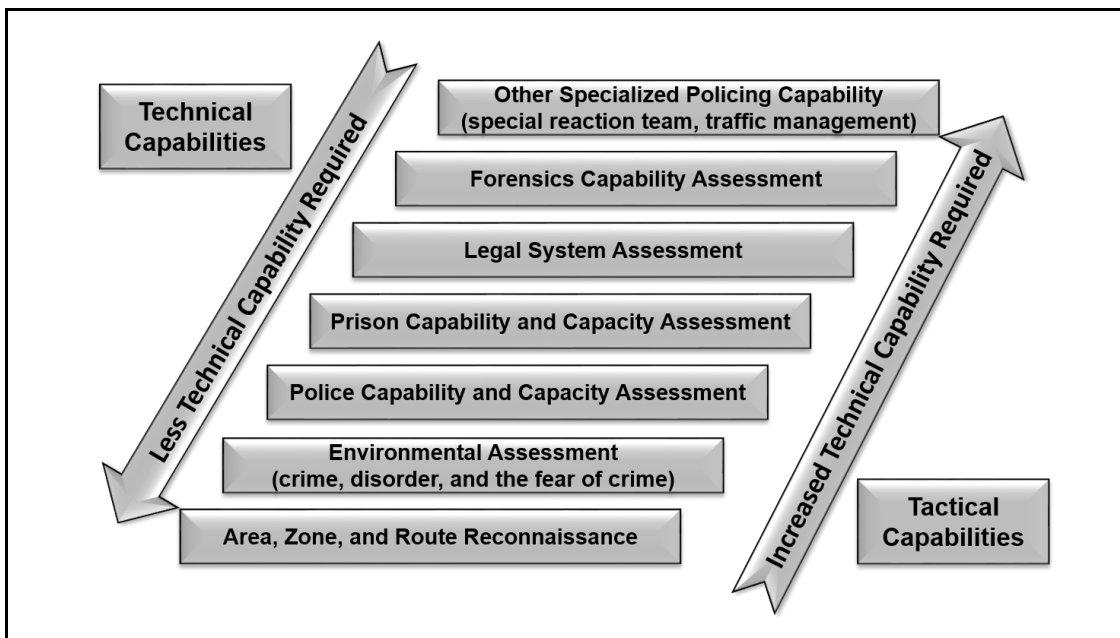 Technical
Capabilities
Less Technical Capability Required
Other Specialized Policing Capability
(special reaction team, traffic management)
Forensics Capability Assessment
Legal System Assessment
Prison Capability and Capacity Assessment
Police Capability and Capacity Assessment
Environmental Assessment
(crime, disorder, and the fear of crime)
Area, Zone, and Route Reconnaissance
Increased Technical Capability Required
Tactical
Capabilities